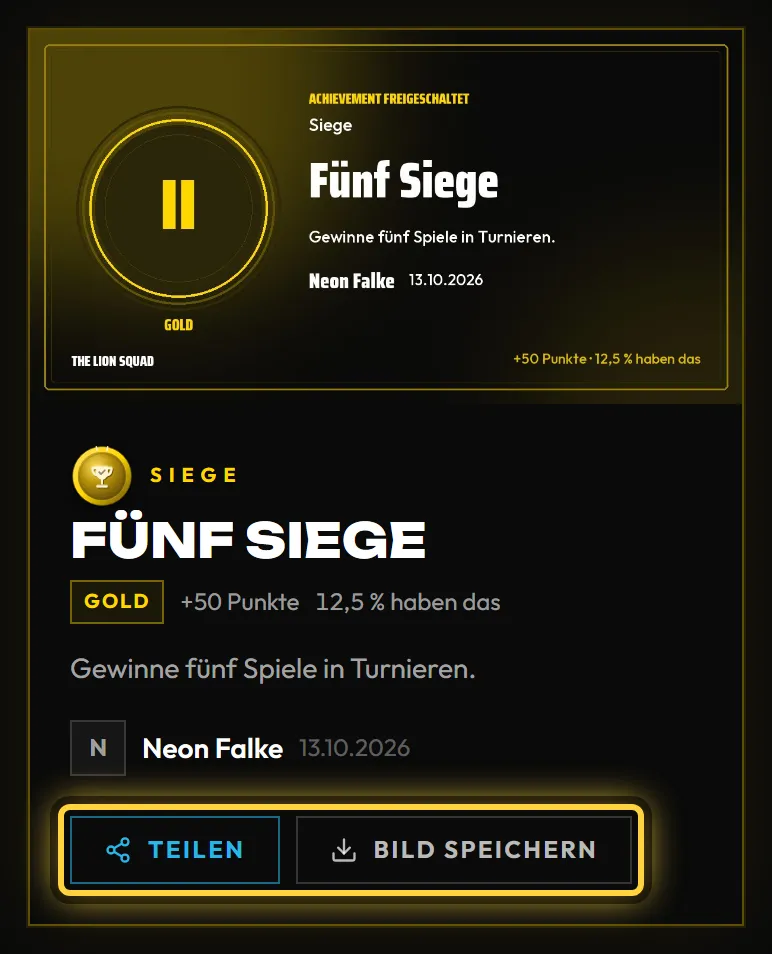 ACHIEVEMENT FREIGESCHALTET
Siege
Fünf Siege
Gewinne fünf Spiele in Turnieren.
Neon Falke 13.10.2026
II
GOLD
THE LION SQUAD
+50 Punkte · 12,5 % haben das
SIEGE
FÜNF SIEGE
GOLD +50 Punkte 12,5 % haben das
Gewinne fünf Spiele in Turnieren.
N Neon Falke 13.10.2026
TEILEN BILD SPEICHERN